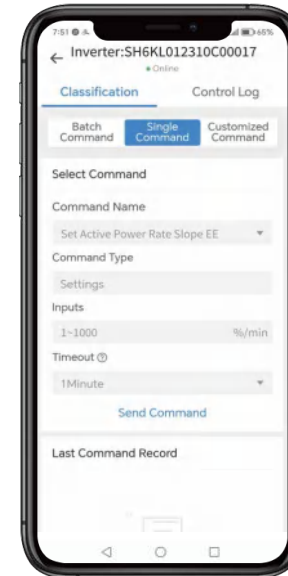 7:51
65%
← Inverter:SH6KL012310C00017
Online
Classification Control Log
Batch Command Single Command Customized Command
Select Command
Command Name
Set Active Power Rate Slope EE
Command Type
Settings
Inputs
1~1000 %/min
Timeout
1Minute
Send Command
Last Command Record